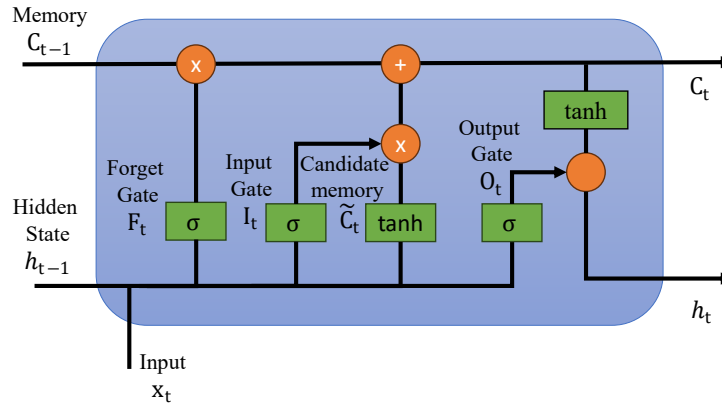 Memory
C_{t−1}
x
+
C_t
tanh
x
Output
Gate
O_t
Input
Gate
I_t
Candidate
memory
C̃_t
Forget
Gate
F_t
σ
σ
tanh
σ
Hidden
State
h_{t−1}
h_t
Input
x_t